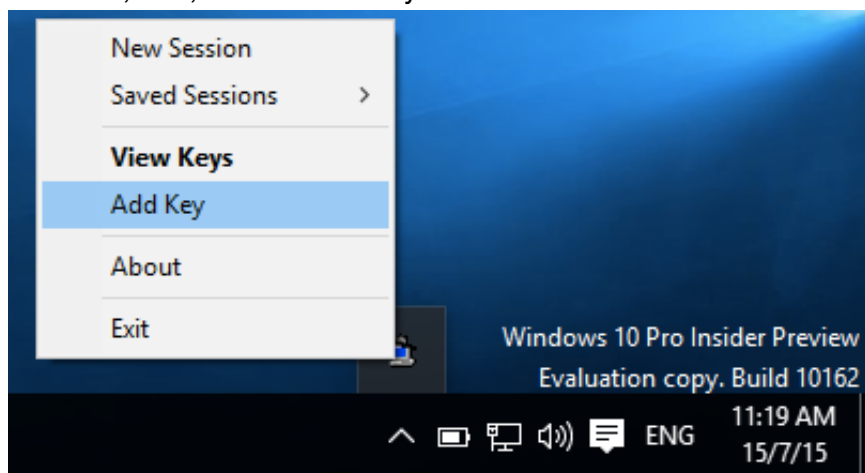 New Session
Saved Sessions
View Keys
Add Key
About
Exit
Windows 10 Pro Insider Preview
Evaluation copy. Build 10162
ENG
11:19 AM
15/7/15